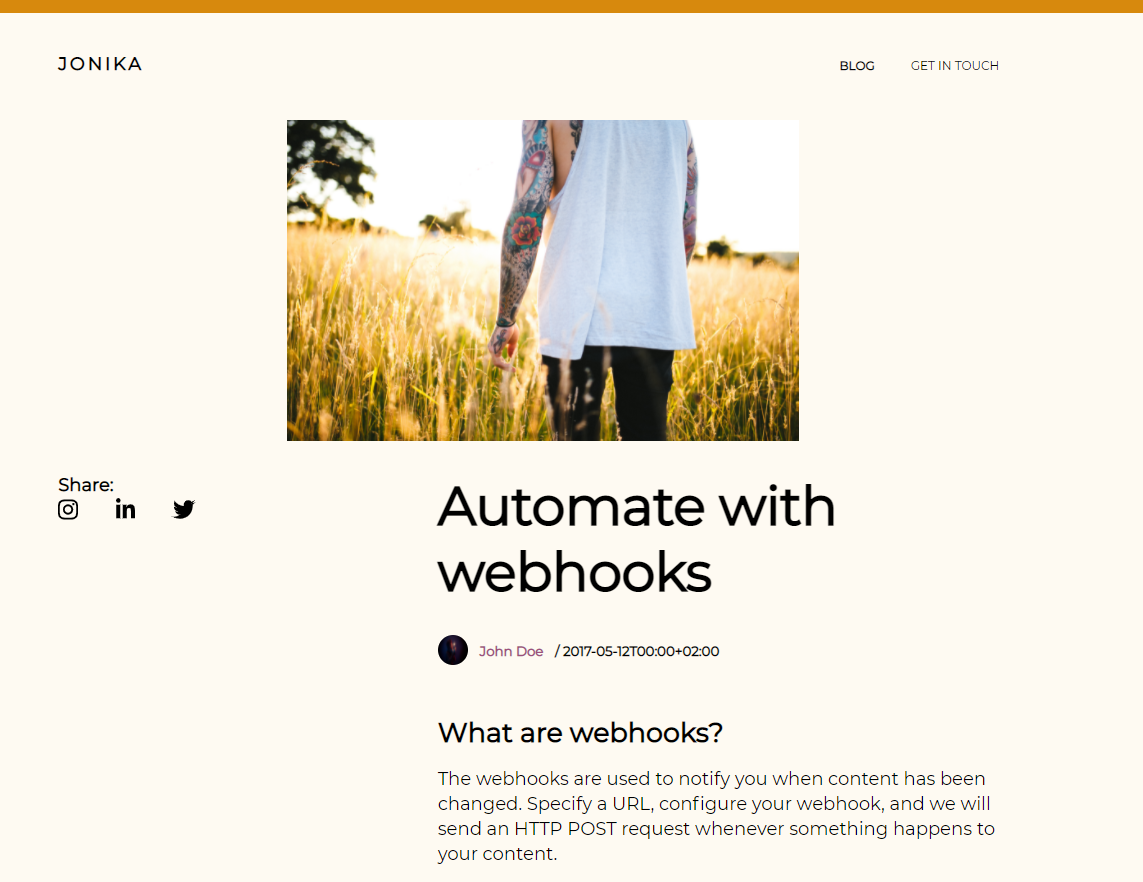 JONIKA
BLOG
GET IN TOUCH
Share:
Automate with
webhooks
John Doe / 2017-05-12T00:00+02:00
What are webhooks?
The webhooks are used to notify you when content has been
changed. Specify a URL, configure your webhook, and we will
send an HTTP POST request whenever something happens to
your content.